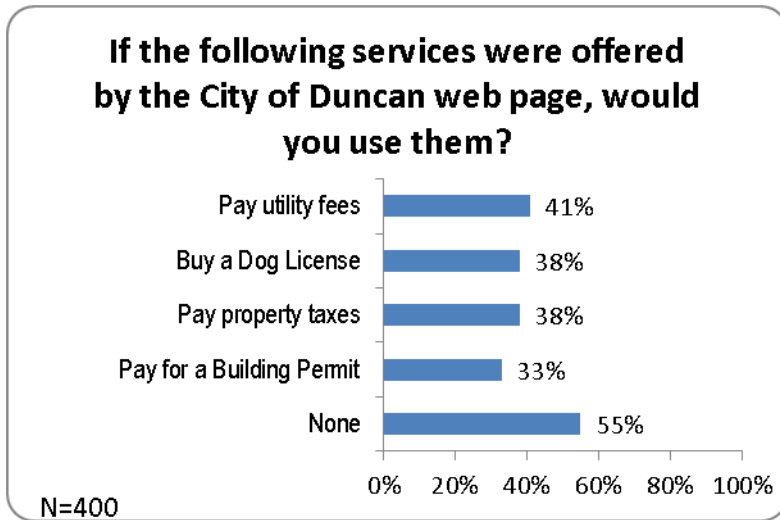 If the following services were offered
by the City of Duncan web page, would
you use them?
Pay utility fees 41%
Buy a Dog License 38%
Pay property taxes 38%
Pay for a Building Permit 33%
None 55%
0% 20% 40% 60% 80% 100%
N=400